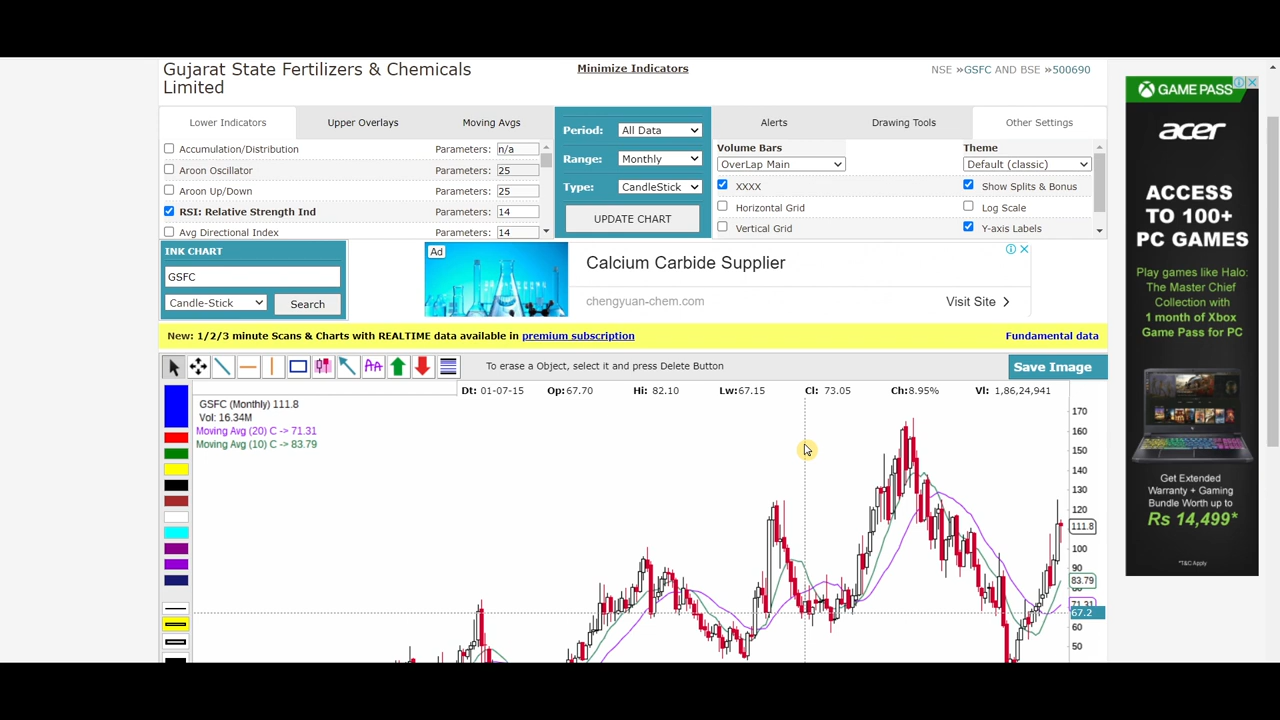 Gujarat State Fertilizers & Chemicals
Limited
Minimize Indicators
NSE »GSFC AND BSE »500690
Lower Indicators
Upper Overlays
Moving Avgs
Accumulation/Distribution Parameters: n/a
Aroon Oscillator Parameters: 25
Aroon Up/Down Parameters: 25
RSI: Relative Strength Ind Parameters: 14
Avg Directional Index Parameters: 14
Period: All Data
Range: Monthly
Type: CandleStick
UPDATE CHART
Alerts
Drawing Tools
Other Settings
Volume Bars
OverLap Main
XXXX
Horizontal Grid
Vertical Grid
Theme
Default (classic)
Show Splits & Bonus
Log Scale
Y-axis Labels
INK CHART
GSFC
Candle-Stick
Search
Ad
Calcium Carbide Supplier
chengyuan-chem.com
Visit Site
New: 1/2/3 minute Scans & Charts with REALTIME data available in premium subscription
Fundamental data
AA
To erase a Object, select it and press Delete Button
Save Image
Dt: 01-07-15 Op:67.70 Hi: 82.10 Lw:67.15 Cl: 73.05 Ch:8.95% Vl: 1,86,24,941
GSFC (Monthly) 111.8
Vol: 16.34M
Moving Avg (20) C -> 71.31
Moving Avg (10) C -> 83.79
170
160
150
140
130
120
111.8
100
90
83.79
71.31
67.2
60
50
GAME PASS
acer
ACCESS
TO 100+
PC GAMES
Play games like Halo:
The Master Chief
Collection with
1 month of Xbox
Game Pass for PC
Get Extended
Warranty + Gaming
Bundle Worth up to
Rs 14,499*
*T&C Apply